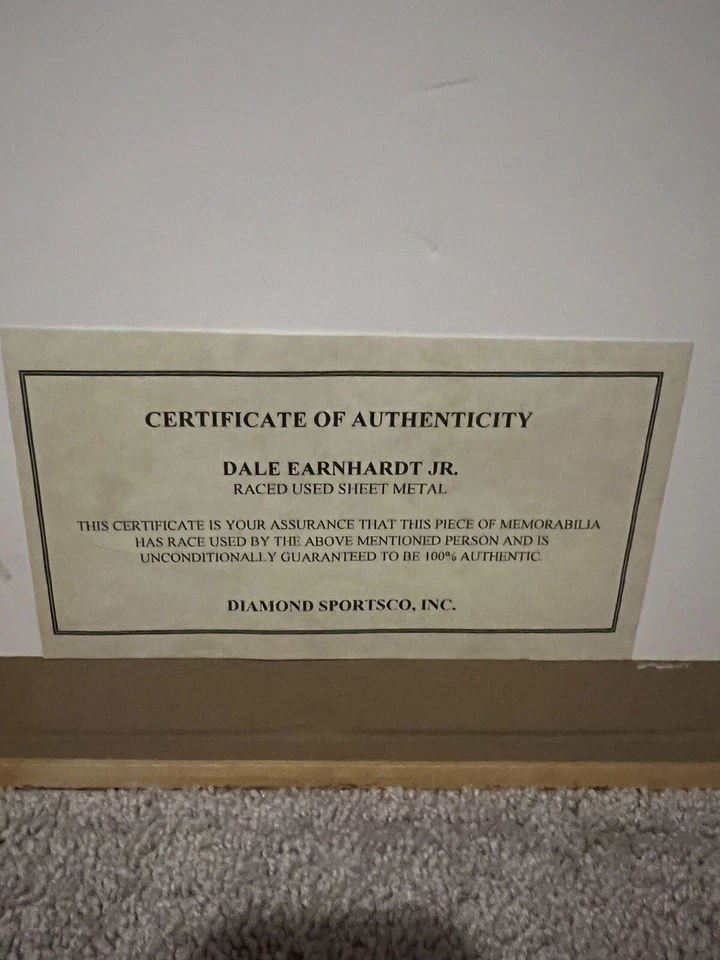 CERTIFICATE OF AUTHENTICITY
DALE EARNHARDT JR.
RACED USED SHEET METAL
THIS CERTIFICATE IS YOUR ASSURANCE THAT THIS PIECE OF MEMORABILIA
HAS RACE USED BY THE ABOVE MENTIONED PERSON AND IS
UNCONDITIONALLY GUARANTEED TO BE 100% AUTHENTIC.
DIAMOND SPORTSCO, INC.